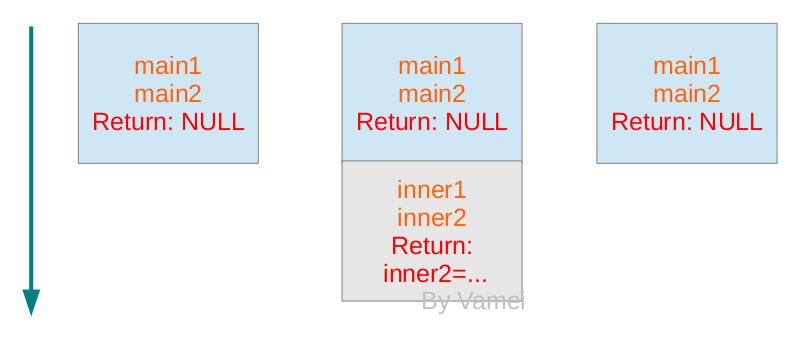 main1
main2
Return: NULL
main1
main2
Return: NULL
inner1
inner2
Return:
inner2=...
By Vamei
main1
main2
Return: NULL